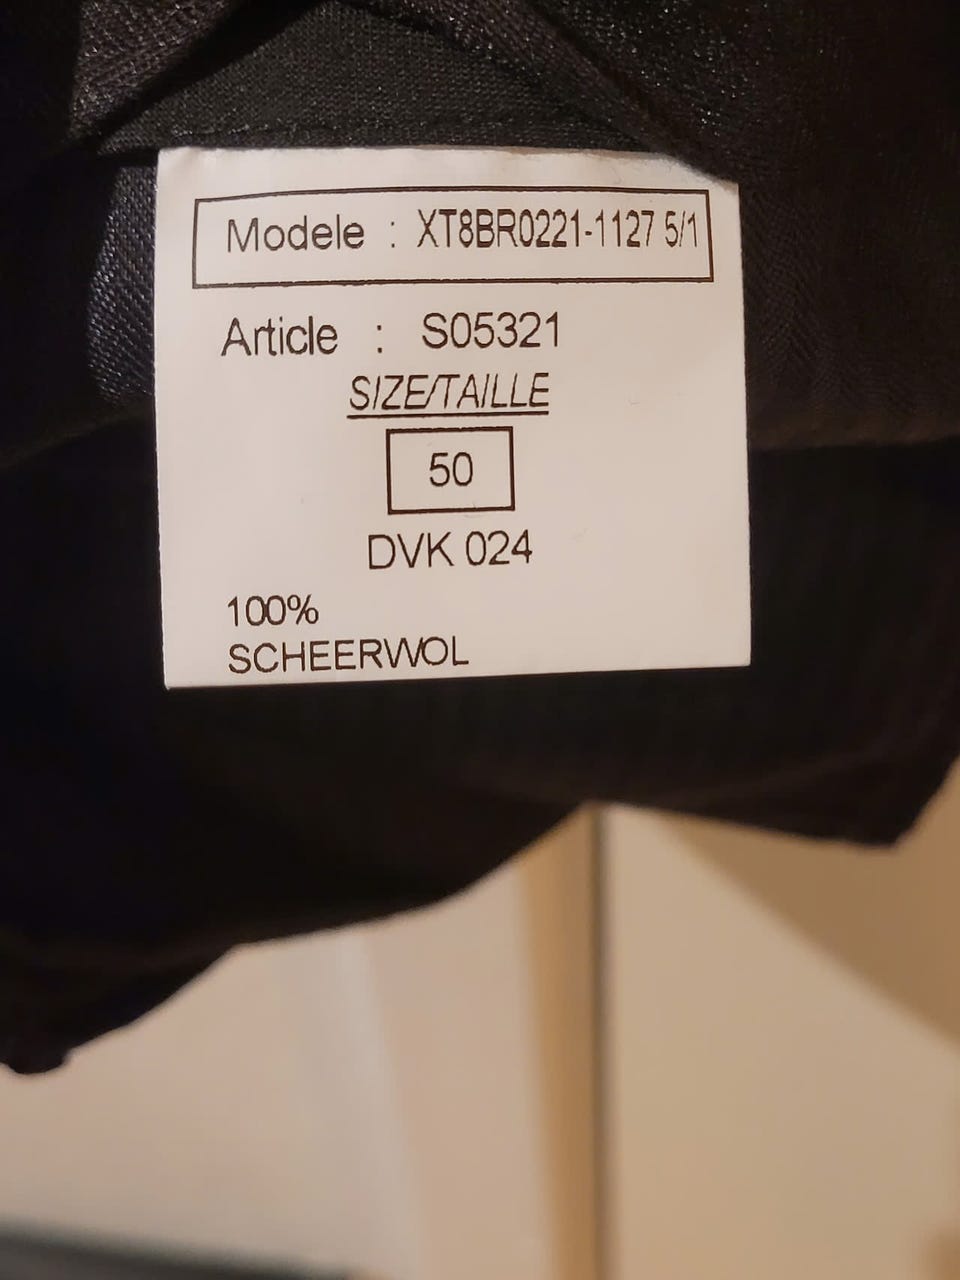 Modele : XT8BR0221-1127 5/1
Article : S05321
SIZE/TAILLE
50
DVK 024
100%
SCHEERWOL